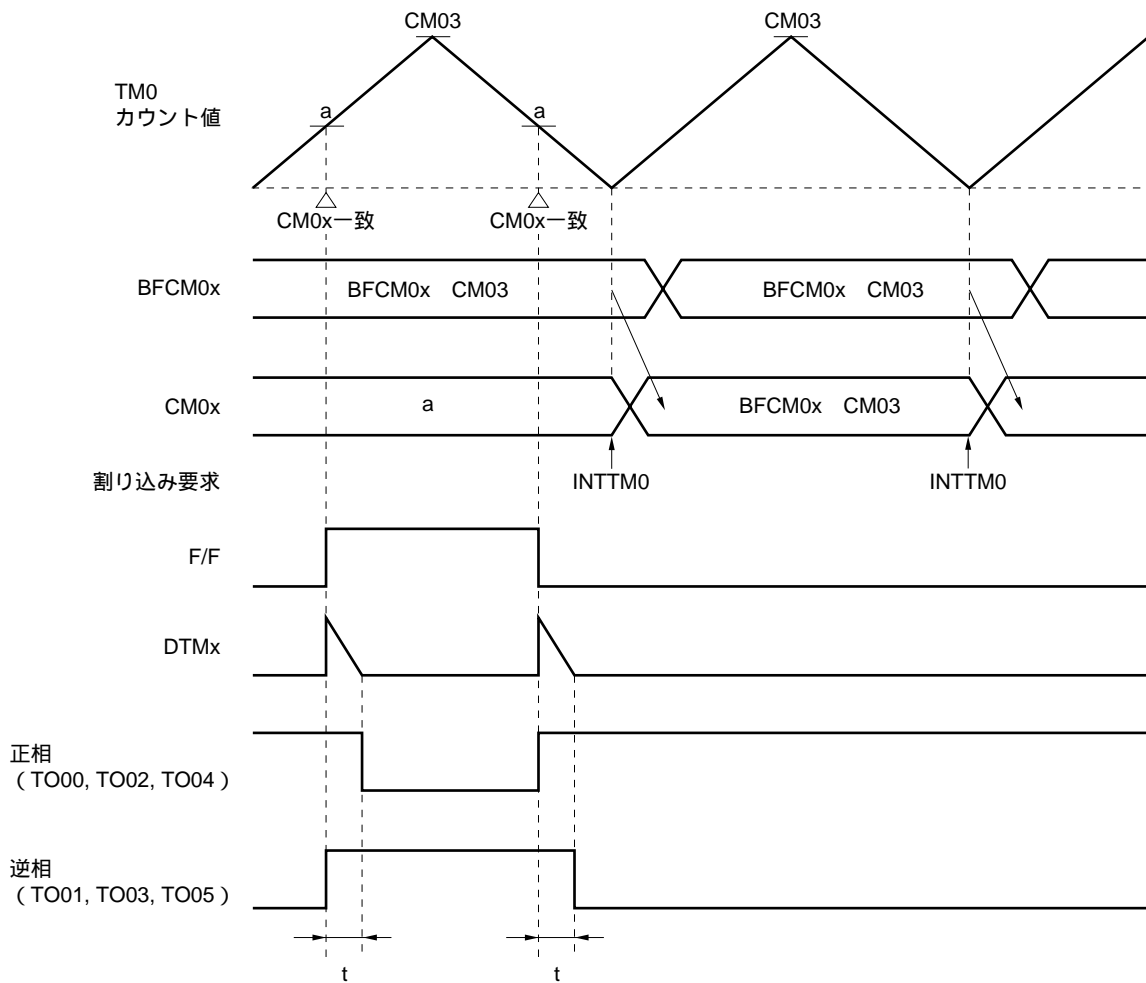 CM03 CM03
TM0
カウント値
a a
CM0x一致 CM0x一致
BFCM0x BFCM0x CM03 BFCM0x CM03
CM0x a BFCM0x CM03
割り込み要求 INTTM0 INTTM0
F/F
DTMx
正相
（TO00, TO02, TO04）
逆相
（TO01, TO03, TO05）
t t